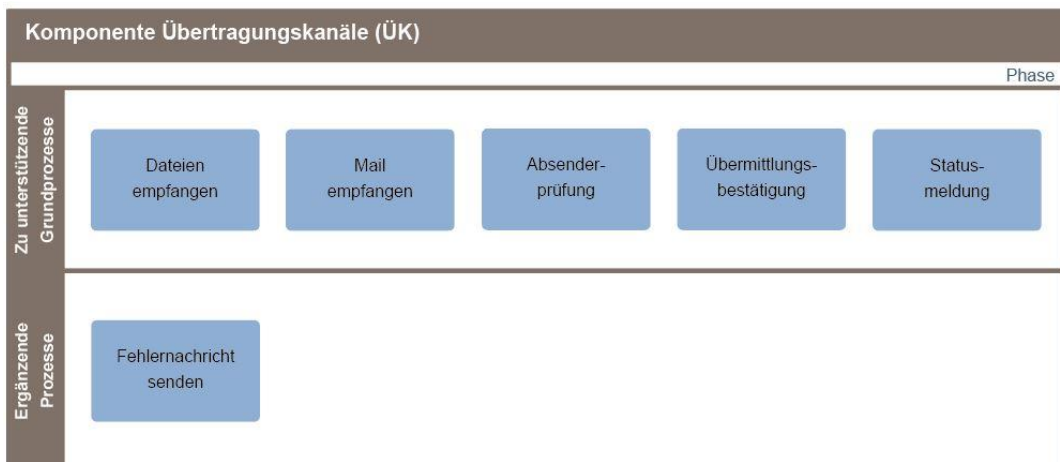 Komponente Übertragungskanäle (ÜK)
Phase
Zu unterstützende
Grundprozesse
Dateien
empfangen
Mail
empfangen
Absender-
prüfung
Übermittlungs-
bestätigung
Status-
meldung
Ergänzende
Prozesse
Fehlernachricht
senden